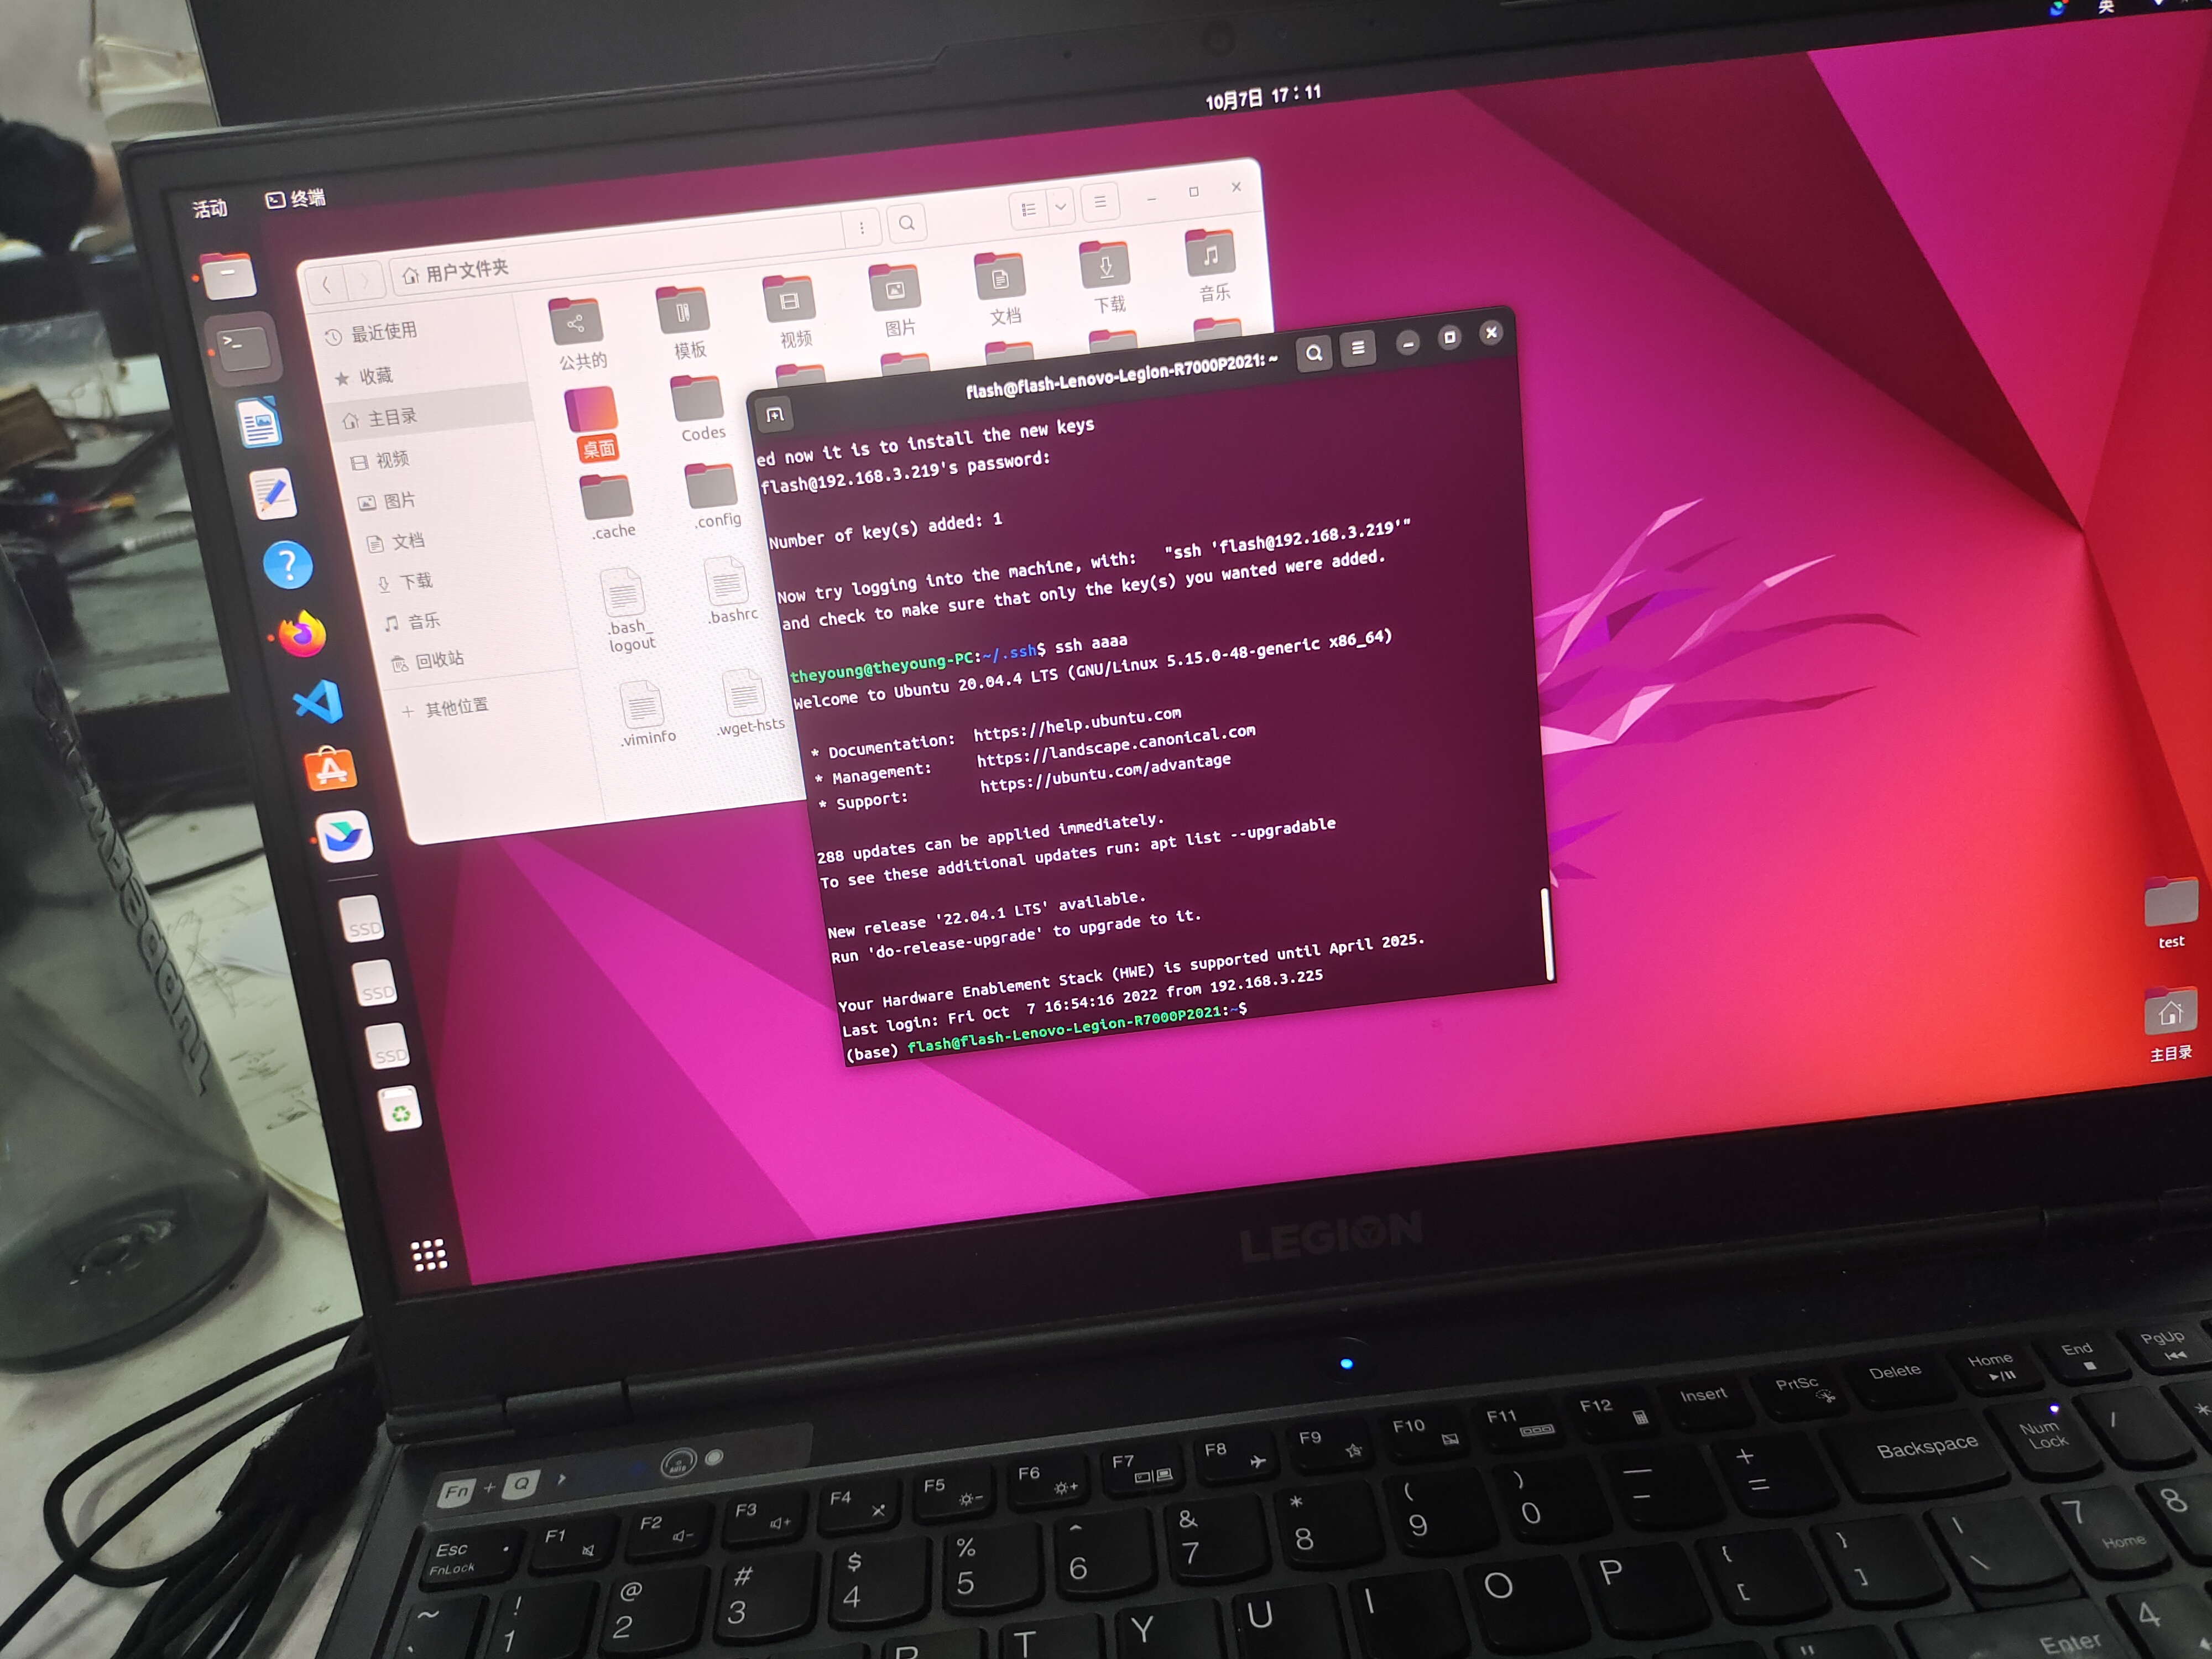 英
10月7日 17:11
活动
终端
用户文件夹
最近使用
收藏
主目录
视频
图片
文档
下载
音乐
回收站
+ 其他位置
公共的
模板
视频
图片
文档
下载
音乐
桌面
Codes
.cache
.config
.bash_
logout
.bashrc
.viminfo
.wget-hsts
flash@flash-Lenovo-Legion-R7000P2021: ~
ed now it is to install the new keys
flash@192.168.3.219's password:
Number of key(s) added: 1
Now try logging into the machine, with: "ssh 'flash@192.168.3.219'"
and check to make sure that only the key(s) you wanted were added.
theyoung@theyoung-PC:~/.ssh$ ssh aaaa
Welcome to Ubuntu 20.04.4 LTS (GNU/Linux 5.15.0-48-generic x86_64)
* Documentation: https://help.ubuntu.com
* Management: https://landscape.canonical.com
* Support: https://ubuntu.com/advantage
288 updates can be applied immediately.
To see these additional updates run: apt list --upgradable
New release '22.04.1 LTS' available.
Run 'do-release-upgrade' to upgrade to it.
Your Hardware Enablement Stack (HWE) is supported until April 2025.
Last login: Fri Oct 7 16:54:16 2022 from 192.168.3.225
(base) flash@flash-Lenovo-Legion-R7000P2021:~$
SSD
SSD
SSD
test
主目录
LEGION
Fn + Q
AUTO
Esc
FnLock
F1
F2
F3
F4
F5
F6
F7
F8
F9
F10
F11
F12
Insert
PrtSc
Delete
Home
End
PgUp
~
! 1
@ 2
# 3
$ 4
% 5
^ 6
& 7
* 8
( 9
) 0
— -
+ =
Backspace
Num
Lock
/
*
R
T
Y
U
I
O
P
{ [
} ]
| \
7
Home
8
4
Enter
"